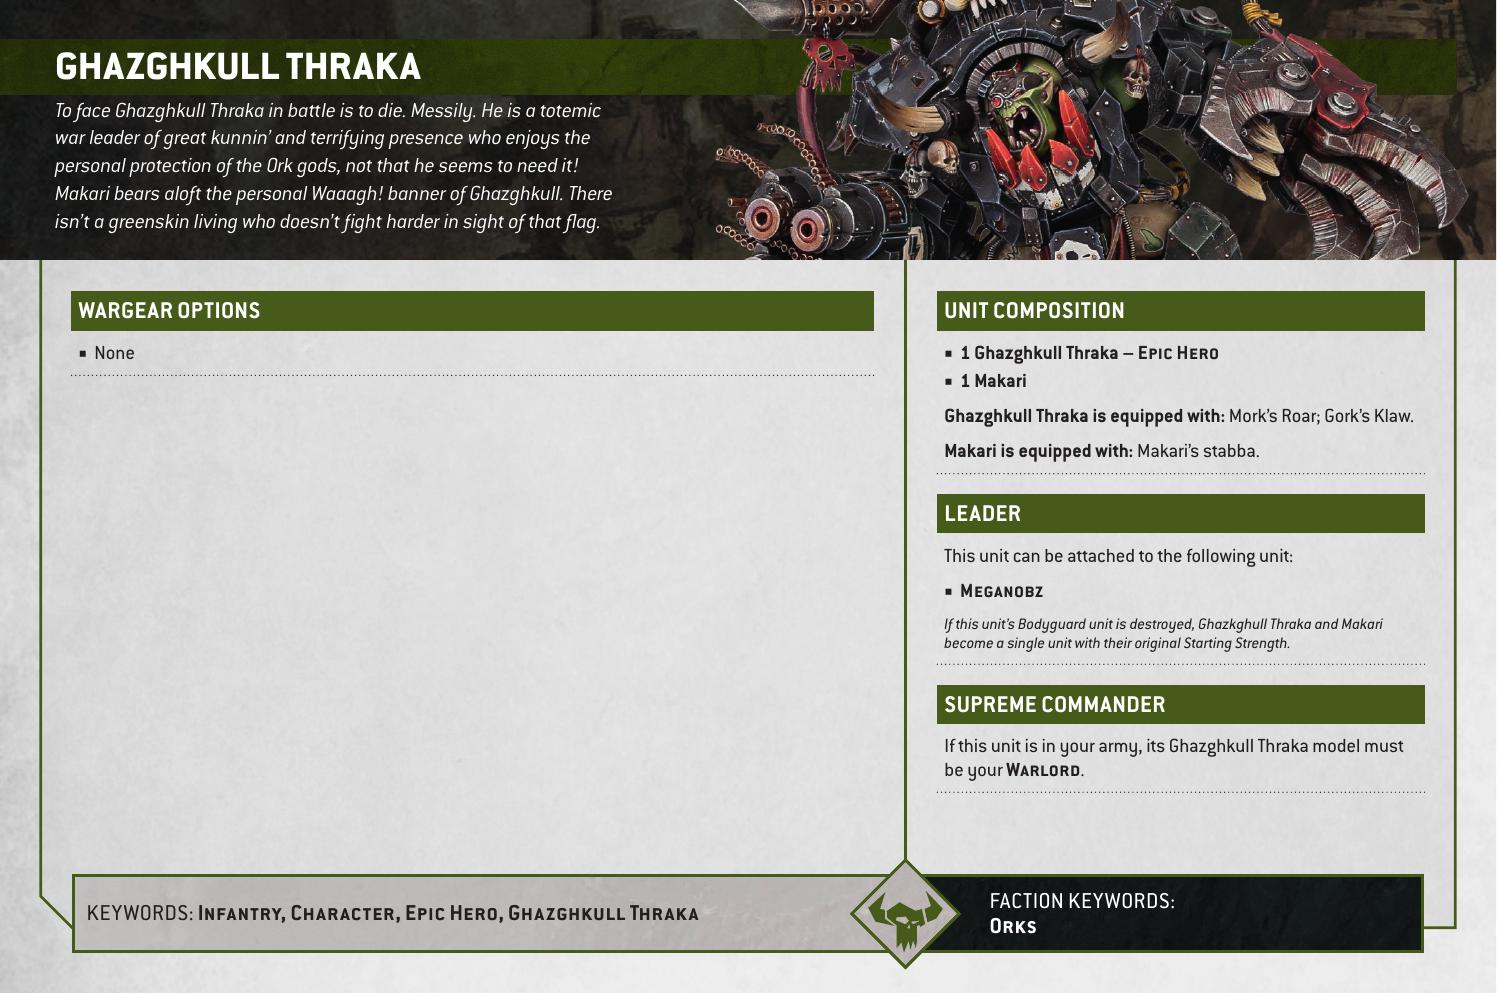 GHAZGHKULL THRAKA
To face Ghazghkull Thraka in battle is to die. Messily. He is a totemic
war leader of great kunnin’ and terrifying presence who enjoys the
personal protection of the Ork gods, not that he seems to need it!
Makari bears aloft the personal Waaagh! banner of Ghazghkull. There
isn’t a greenskin living who doesn’t fight harder in sight of that flag.
WARGEAR OPTIONS
■ None
UNIT COMPOSITION
■ 1 Ghazghkull Thraka – Epic Hero
■ 1 Makari
Ghazghkull Thraka is equipped with: Mork’s Roar; Gork’s Klaw.
Makari is equipped with: Makari’s stabba.
LEADER
This unit can be attached to the following unit:
■ Meganobz
If this unit’s Bodyguard unit is destroyed, Ghazkghull Thraka and Makari
become a single unit with their original Starting Strength.
SUPREME COMMANDER
If this unit is in your army, its Ghazghkull Thraka model must
be your Warlord.
KEYWORDS: Infantry, Character, Epic Hero, Ghazghkull Thraka
FACTION KEYWORDS:
Orks